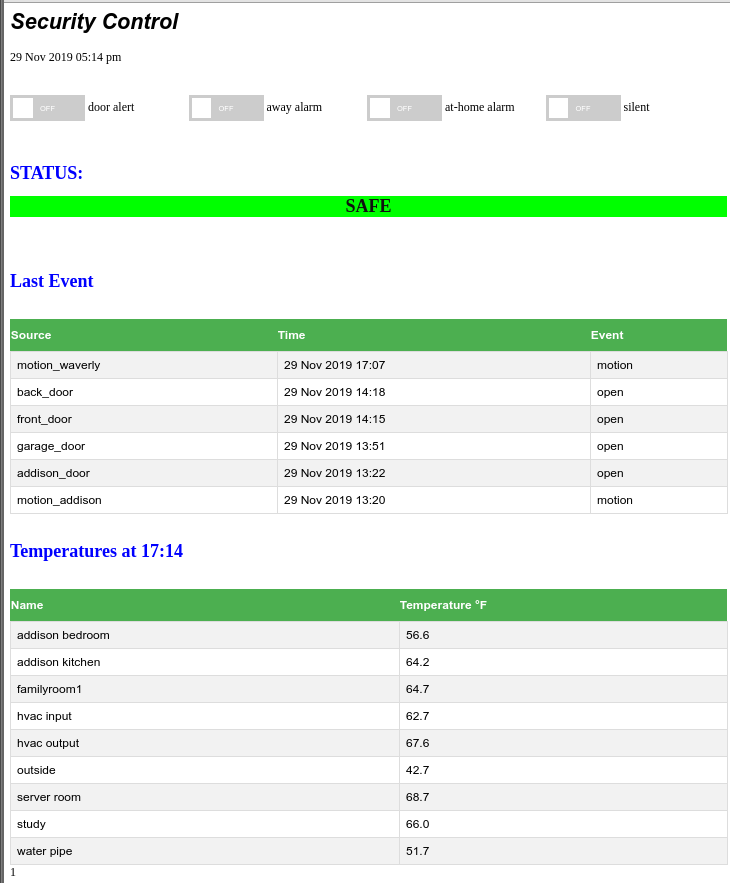 Security Control
29 Nov 2019 05:14 pm
OFF door alert OFF away alarm OFF at-home alarm OFF silent
STATUS:
SAFE
Last Event
Source Time Event
motion_waverly 29 Nov 2019 17:07 motion
back_door 29 Nov 2019 14:18 open
front_door 29 Nov 2019 14:15 open
garage_door 29 Nov 2019 13:51 open
addison_door 29 Nov 2019 13:22 open
motion_addison 29 Nov 2019 13:20 motion
Temperatures at 17:14
Name Temperature °F
addison bedroom 56.6
addison kitchen 64.2
familyroom1 64.7
hvac input 62.7
hvac output 67.6
outside 42.7
server room 68.7
study 66.0
water pipe 51.7
1